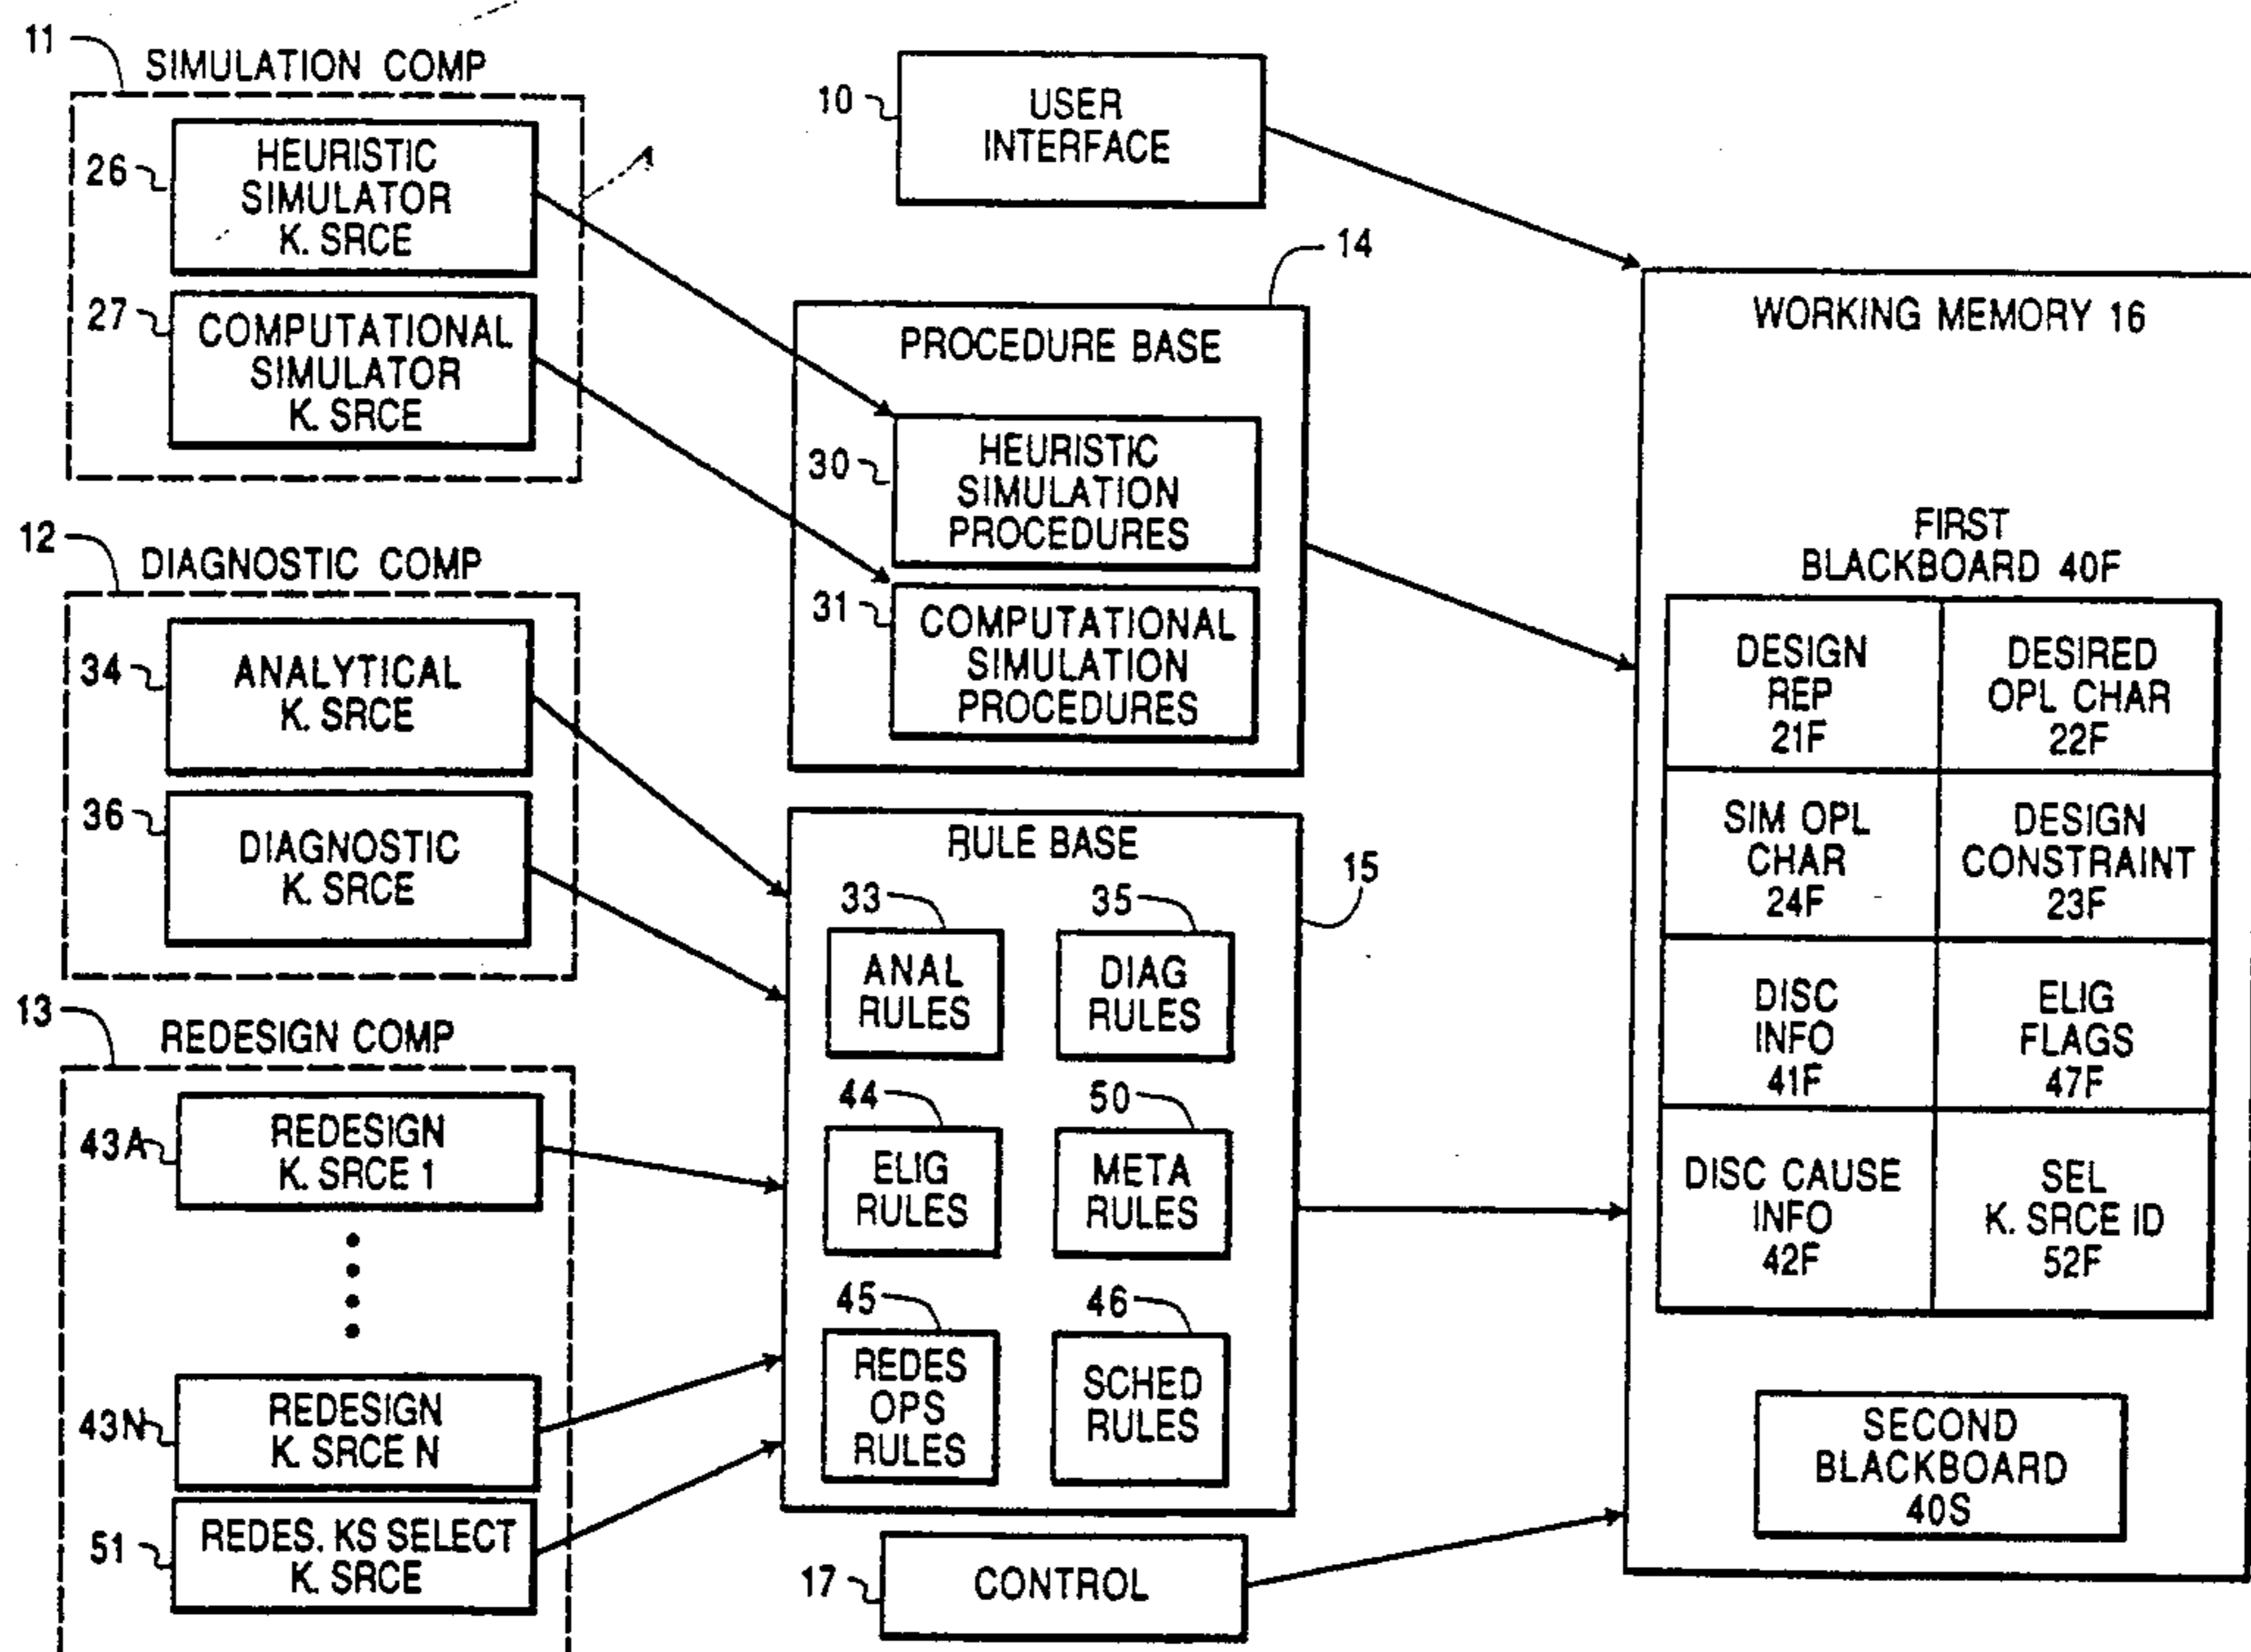 11
SIMULATION COMP
26
HEURISTIC
SIMULATOR
K. SRCE
27
COMPUTATIONAL
SIMULATOR
K. SRCE
12
DIAGNOSTIC COMP
34
ANALYTICAL
K. SRCE
36
DIAGNOSTIC
K. SRCE
13
REDESIGN COMP
43A
REDESIGN
K. SRCE 1
43N
REDESIGN
K. SRCE N
51
REDES. KS SELECT
K. SRCE
10
USER
INTERFACE
14
PROCEDURE BASE
30
HEURISTIC
SIMULATION
PROCEDURES
31
COMPUTATIONAL
SIMULATION
PROCEDURES
RULE BASE
15
33
ANAL
RULES
35
DIAG
RULES
44
ELIG
RULES
50
META
RULES
45
REDES
OPS
RULES
46
SCHED
RULES
17
CONTROL
WORKING MEMORY 16
FIRST
BLACKBOARD 40F
DESIGN
REP
21F
DESIRED
OPL CHAR
22F
SIM OPL
CHAR
24F
DESIGN
CONSTRAINT
23F
DISC
INFO
41F
ELIG
FLAGS
47F
DISC CAUSE
INFO
42F
SEL
K. SRCE ID
52F
SECOND
BLACKBOARD
40S